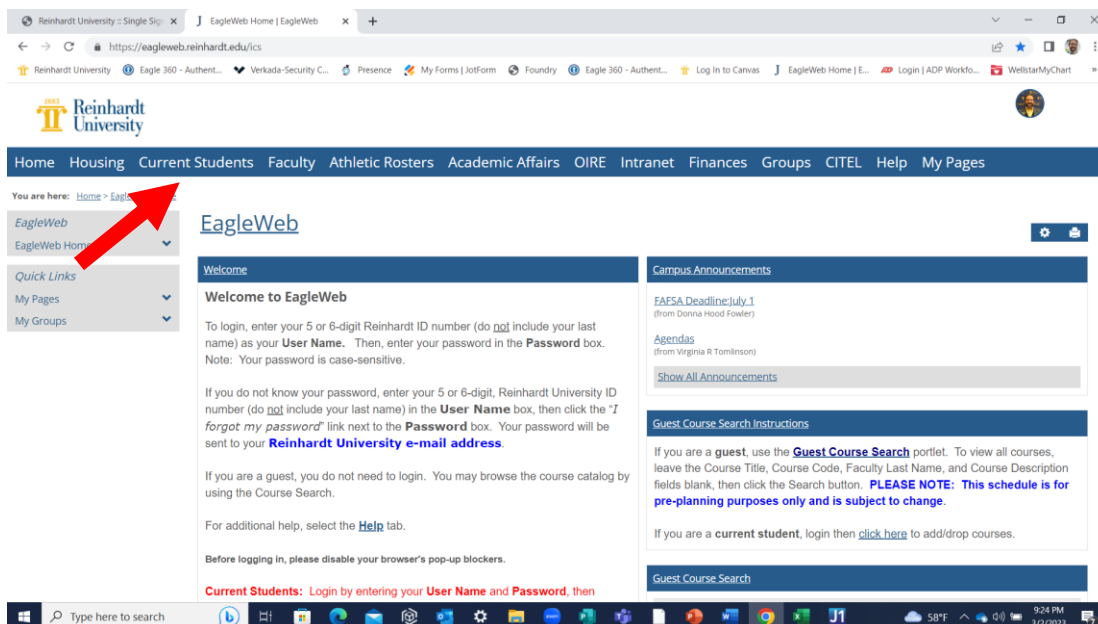 Reinhardt University :: Single Sig
EagleWeb Home | EagleWeb
https://eagleweb.reinhardt.edu/ics
Reinhardt University
Eagle 360 - Authent...
Verkada-Security C...
Presence
My Forms | JotForm
Foundry
Eagle 360 - Authent...
Log In to Canvas
EagleWeb Home | E...
Login | ADP Workfo...
WellstarMyChart
»
1883
Reinhardt
University
Home Housing Current Students Faculty Athletic Rosters Academic Affairs OIRE Intranet Finances Groups CITEL Help My Pages
You are here: Home > Eagl
EagleWeb
EagleWeb Home
Quick Links
My Pages
My Groups
EagleWeb
Welcome
Welcome to EagleWeb
To login, enter your 5 or 6-digit Reinhardt ID number (do not include your last
name) as your User Name. Then, enter your password in the Password box.
Note: Your password is case-sensitive.
If you do not know your password, enter your 5 or 6-digit, Reinhardt University ID
number (do not include your last name) in the User Name box, then click the “I
forgot my password” link next to the Password box. Your password will be
sent to your Reinhardt University e-mail address.
If you are a guest, you do not need to login. You may browse the course catalog by
using the Course Search.
For additional help, select the Help tab.
Before logging in, please disable your browser's pop-up blockers.
Current Students: Login by entering your User Name and Password, then
Campus Announcements
FAFSA Deadline:July 1
(from Donna Hood Fowler)
Agendas
(from Virginia R Tomlinson)
Show All Announcements
Guest Course Search Instructions
If you are a guest, use the Guest Course Search portlet. To view all courses,
leave the Course Title, Course Code, Faculty Last Name, and Course Description
fields blank, then click the Search button. PLEASE NOTE: This schedule is for
pre-planning purposes only and is subject to change.
If you are a current student, login then click here to add/drop courses.
Guest Course Search
Type here to search
J1
58°F
9:24 PM
3/2/2023